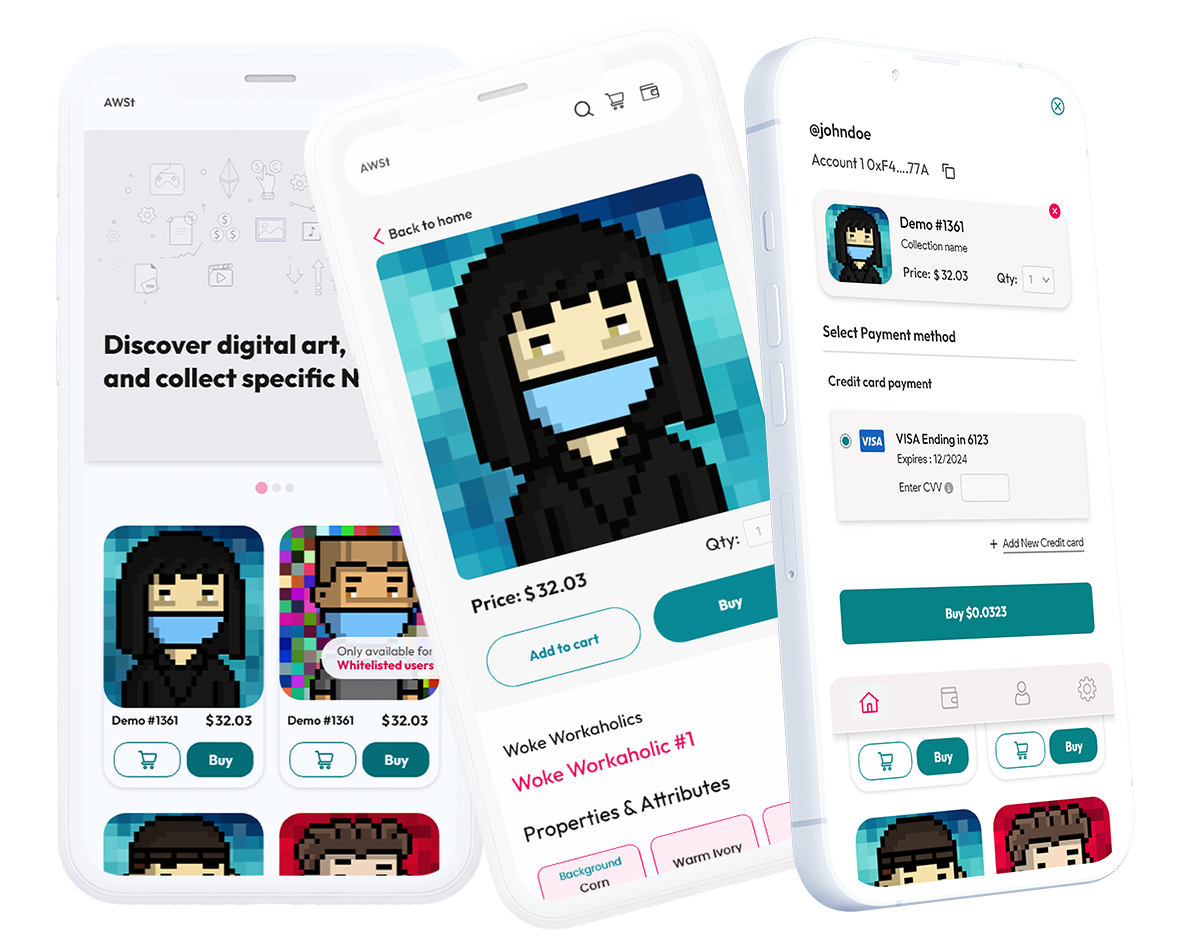 AWSt
Discover digital art,
and collect specific N
Demo #1361 $32.03
Buy
Only available for
Whitelisted users
Demo #1361 $32.03
Buy
AWSt
Back to home
Qty: 1
Price: $32.03
Add to cart
Buy
Woke Workaholics
Woke Workaholic #1
Properties & Attributes
Background
Corn
Warm Ivory
@johndoe
Account 1 0xF4....77A
Demo #1361
Collection name
Price: $32.03
Qty: 1
Select Payment method
Credit card payment
VISA
VISA Ending in 6123
Expires : 12/2024
Enter CVV
+ Add New Credit card
Buy $0.0323
Buy
Buy